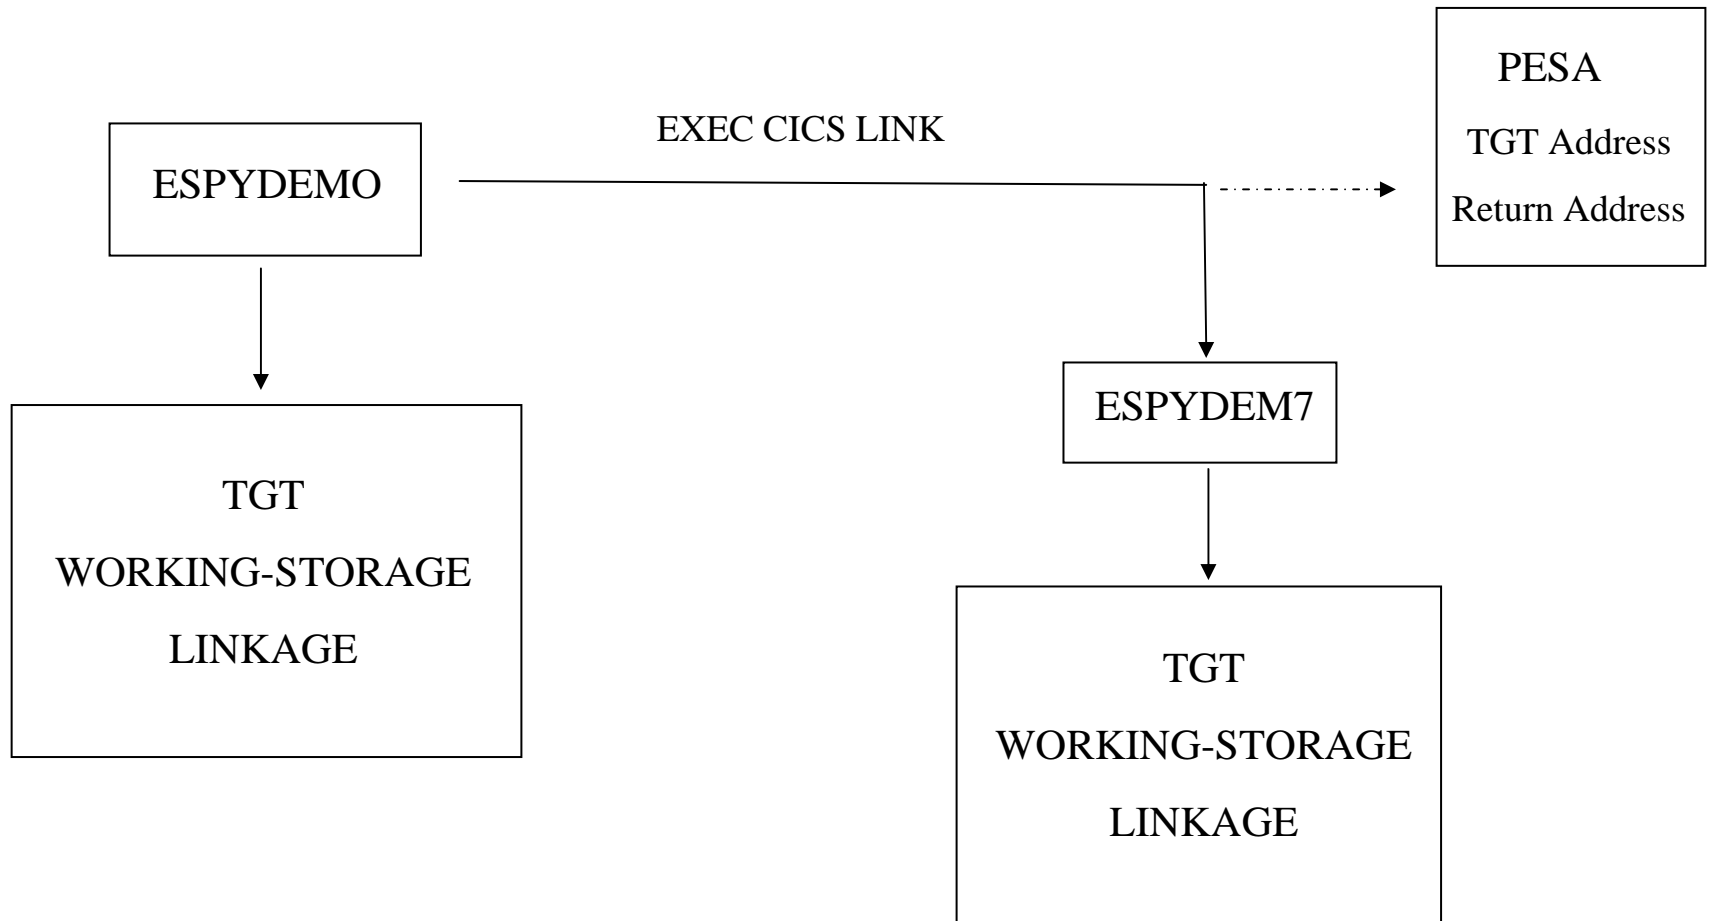 PESA
TGT Address
Return Address
EXEC CICS LINK
ESPYDEMO
ESPYDEM7
TGT
WORKING-STORAGE
LINKAGE
TGT
WORKING-STORAGE
LINKAGE